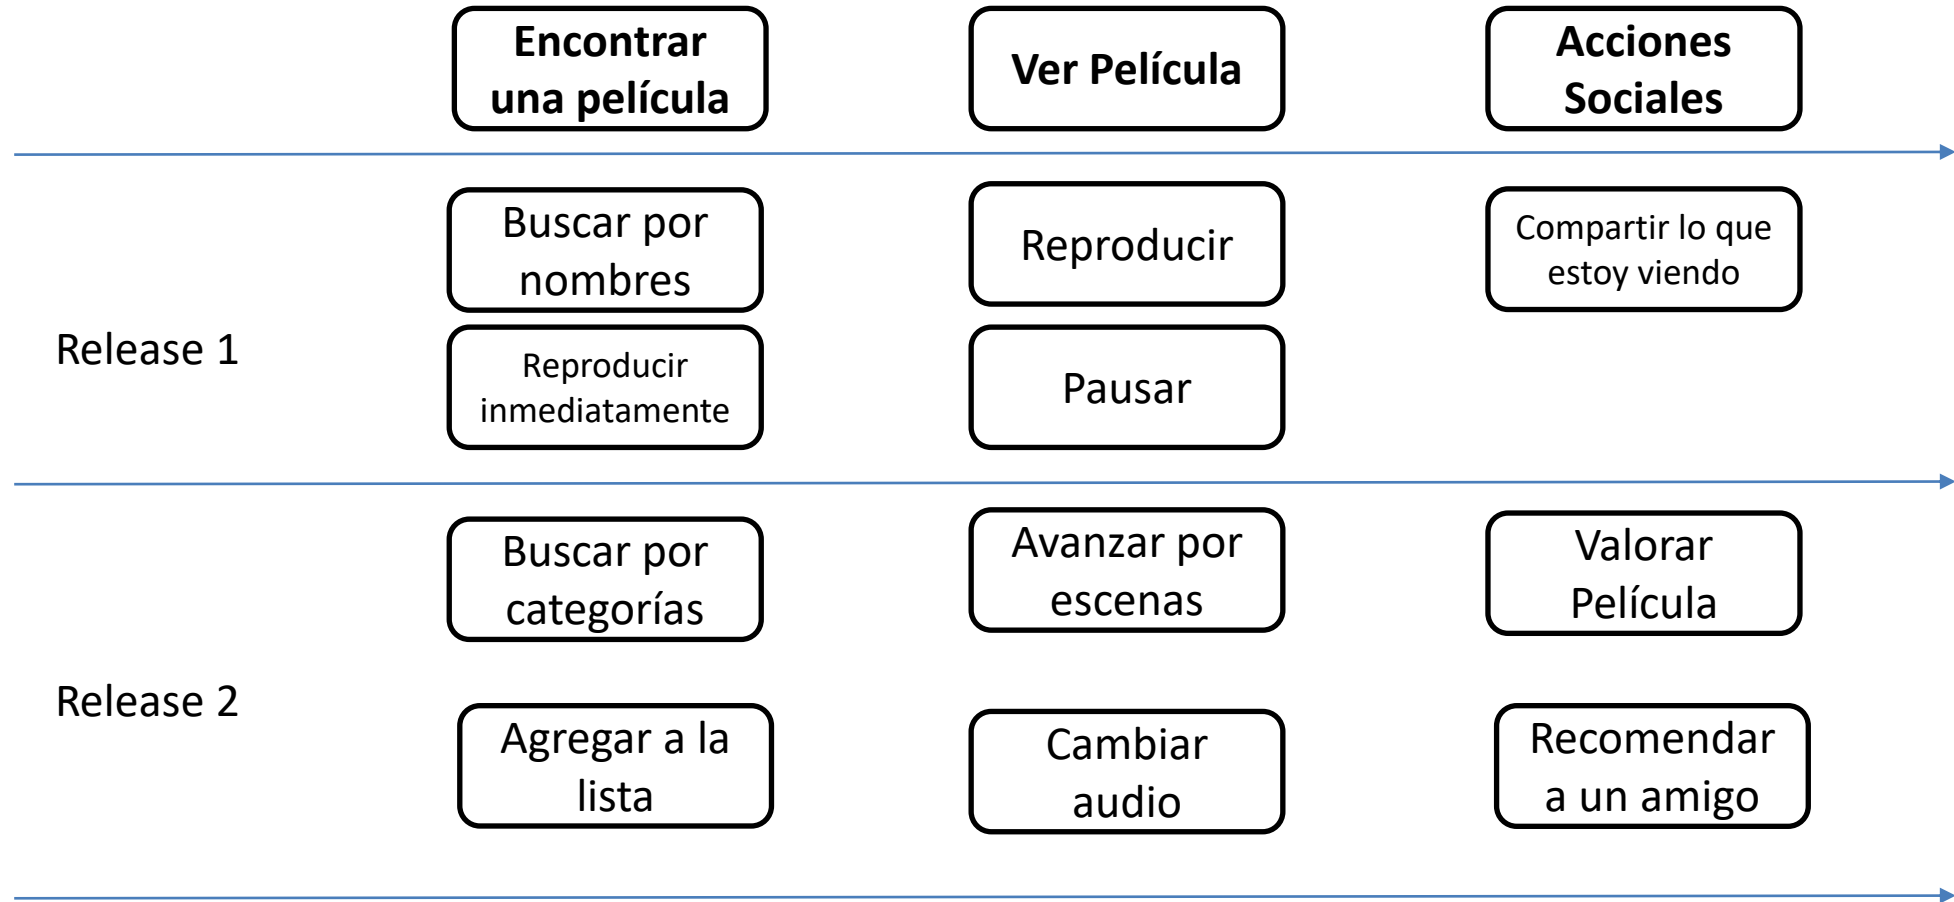 Encontrar
una película
Ver Película
Acciones
Sociales
Release 1
Buscar por
nombres
Reproducir
Compartir lo que
estoy viendo
Reproducir
inmediatamente
Pausar
Release 2
Buscar por
categorías
Avanzar por
escenas
Valorar
Película
Agregar a la
lista
Cambiar
audio
Recomendar
a un amigo